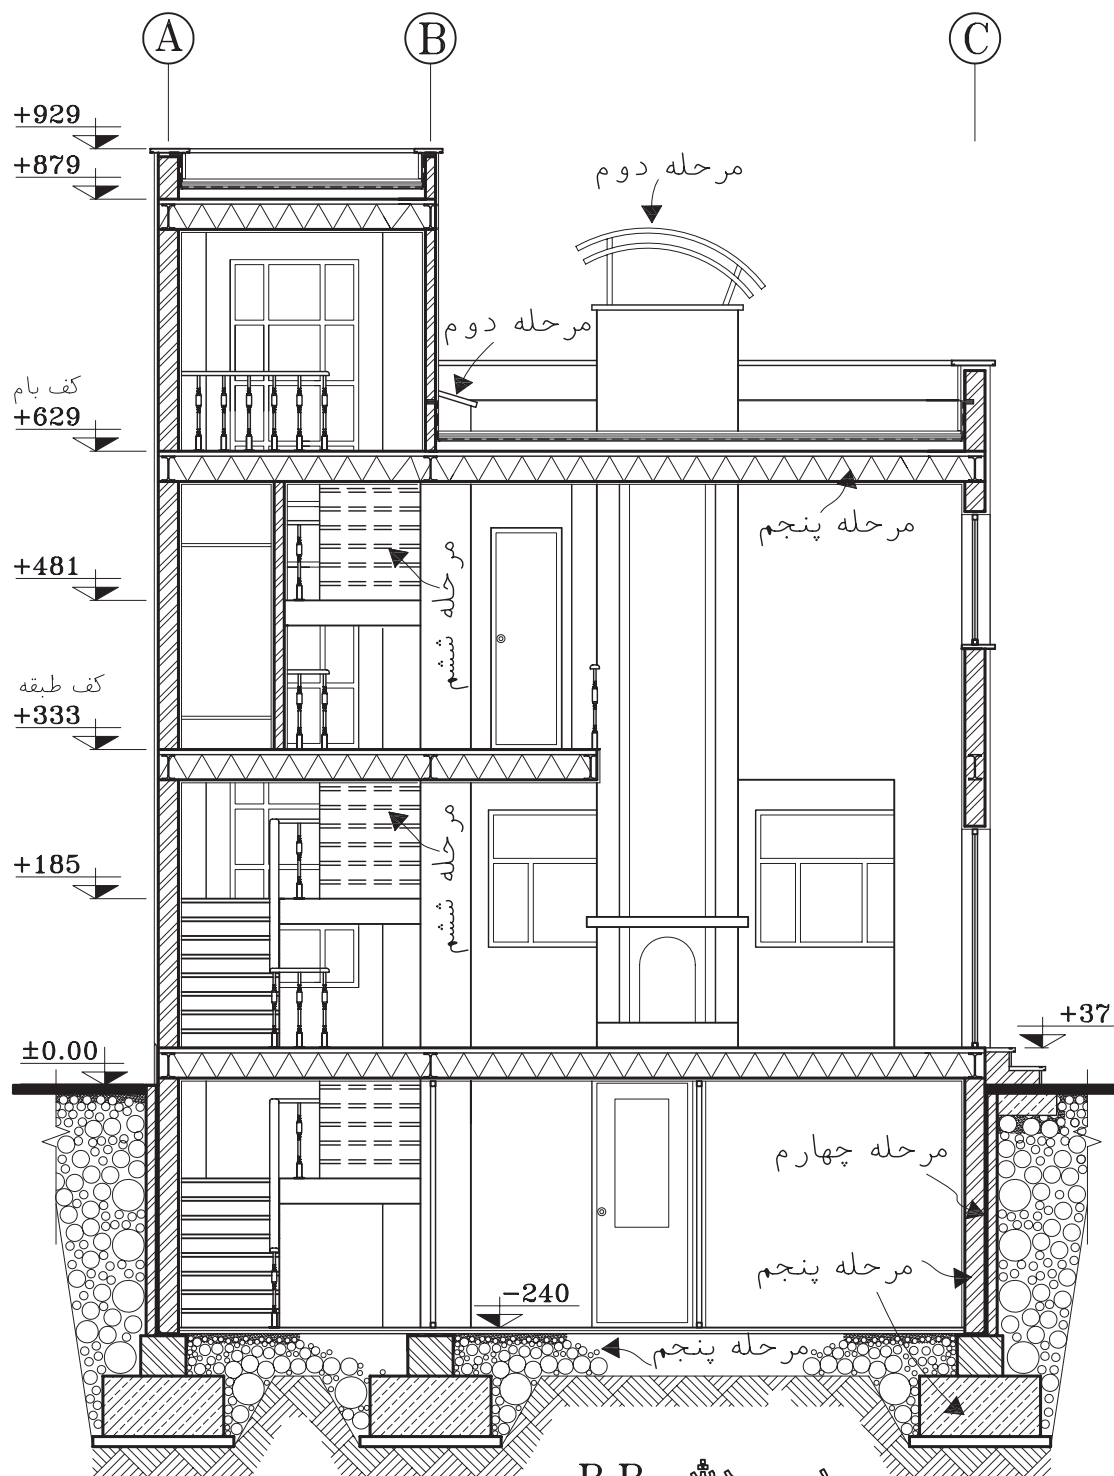 A B C
+929
+879
مرحله دوم
مرحله دوم
کف بام
+629
مرحله پنجم
+481
مرحله ششم
کف طبقه
+333
+185
مرحله ششم
+37
±0.00
مرحله چهارم
مرحله پنجم
-240
مرحله پنجم